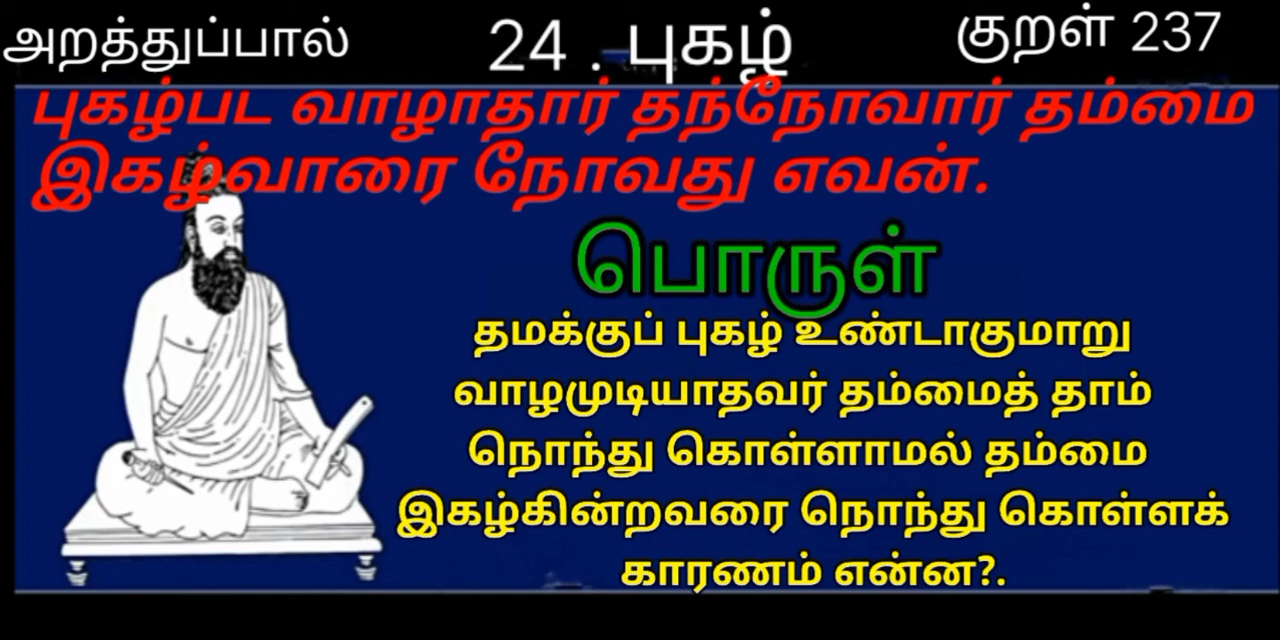 அறத்துப்பால் 24 . புகழ் குறள் 237
புகழ்பட வாழாதார் தந்நோவார் தம்மை
இகழ்வாரை நோவது எவன்.
பொருள்
தமக்குப் புகழ் உண்டாகுமாறு
வாழமுடியாதவர் தம்மைத் தாம்
நொந்து கொள்ளாமல் தம்மை
இகழ்கின்றவரை நொந்து கொள்ளக்
காரணம் என்ன?.